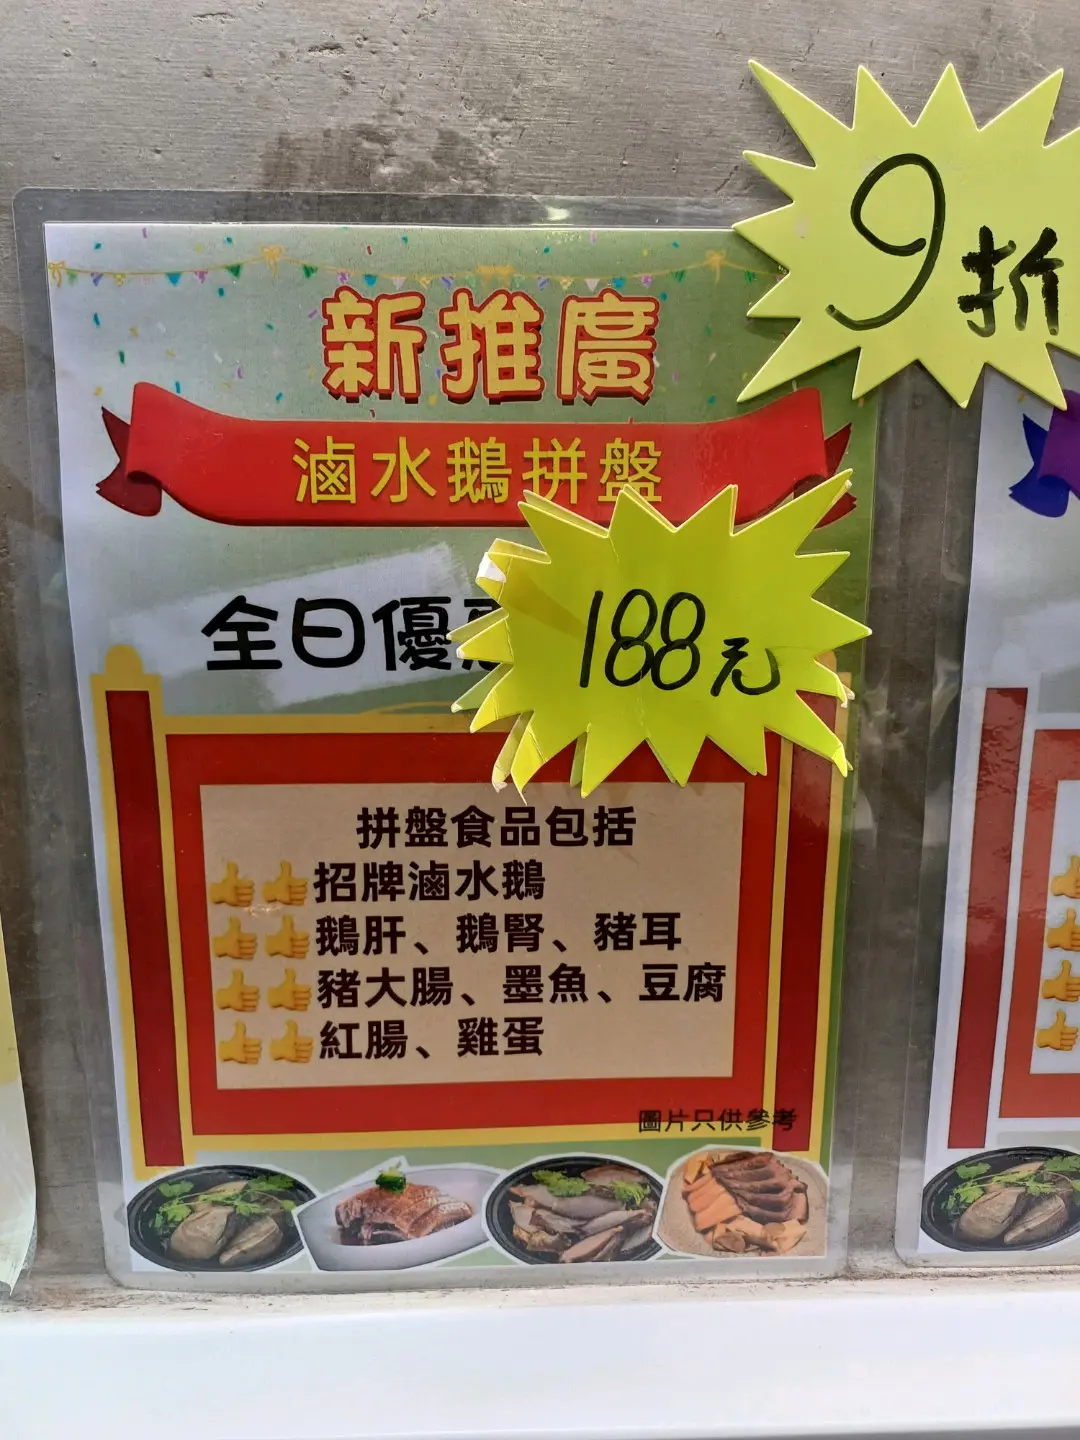 9折
新推廣
滷水鵝拼盤
全日優惠
188元
拼盤食品包括
招牌滷水鵝
鵝肝、鵝腎、豬耳
豬大腸、墨魚、豆腐
紅腸、雞蛋
圖片只供參考